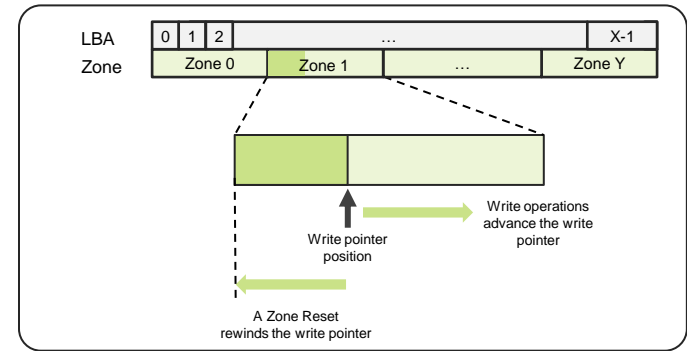 LBA 0 1 2 … X-1
Zone Zone 0 Zone 1 … Zone Y
Write pointer
position
Write operations
advance the write
pointer
A Zone Reset
rewinds the write pointer